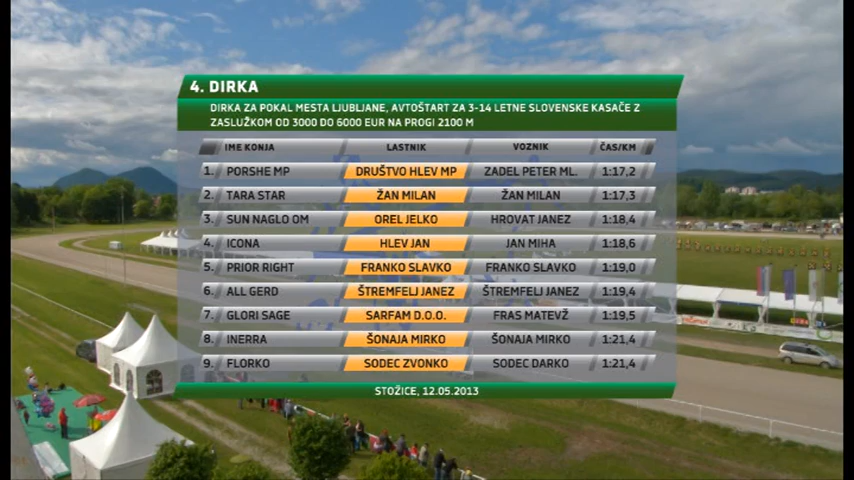 4. DIRKA
DIRKA ZA POKAL MESTA LJUBLJANE, AVTOŠTART ZA 3-14 LETNE SLOVENSKE KASAČE Z
ZASLUŽKOM OD 3000 DO 6000 EUR NA PROGI 2100 M
IME KONJA LASTNIK VOZNIK ČAS/KM
1. PORSHE MP DRUŠTVO HLEV MP ZADEL PETER ML. 1:17,2
2. TARA STAR ŽAN MILAN ŽAN MILAN 1:17,3
3. SUN NAGLO OM OREL JELKO HROVAT JANEZ 1:18,4
4. ICONA HLEV JAN JAN MIHA 1:18,6
5. PRIOR RIGHT FRANKO SLAVKO FRANKO SLAVKO 1:19,0
6. ALL GERD ŠTREMFELJ JANEZ ŠTREMFELJ JANEZ 1:19,4
7. GLORI SAGE SARFAM D.O.O. FRAS MATEVŽ 1:19,5
8. INERRA ŠONAJA MIRKO ŠONAJA MIRKO 1:21,4
9. FLORKO SODEC ZVONKO SODEC DARKO 1:21,4
STOŽICE, 12.05.2013